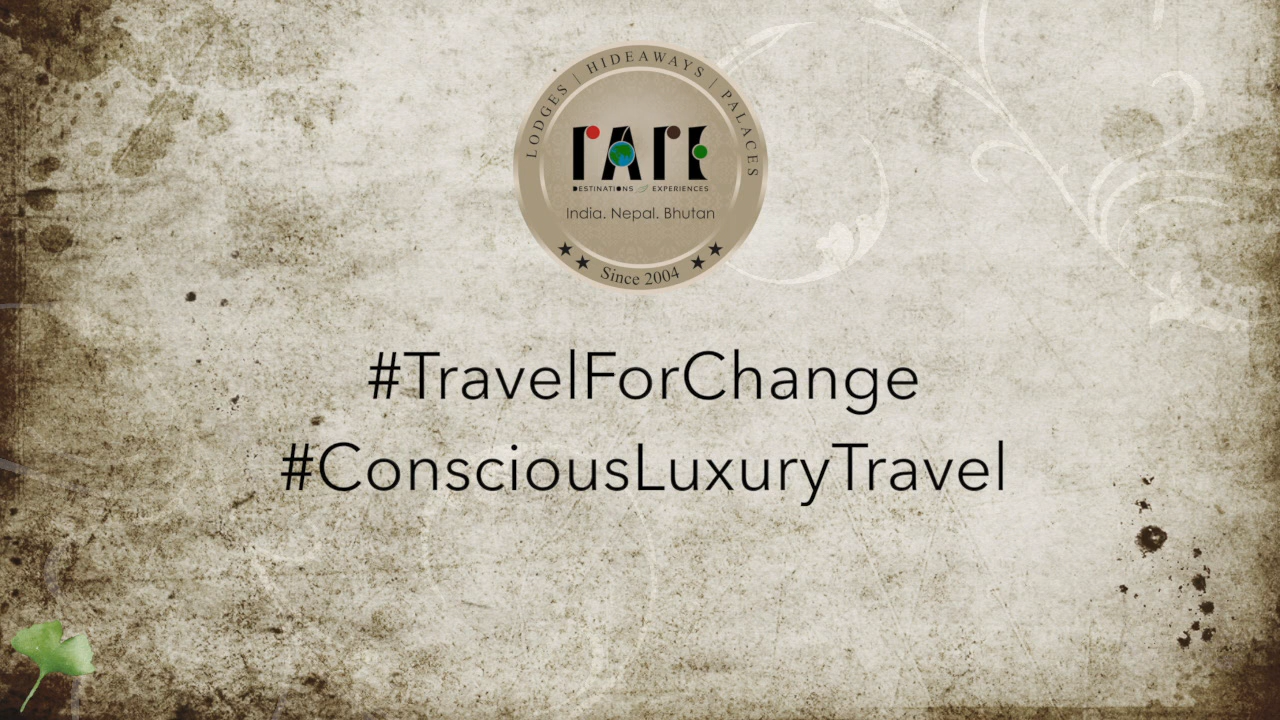 LODGES | HIDEAWAYS | PALACES
rare
DESTINATIONS EXPERIENCES
India. Nepal. Bhutan
Since 2004
#TravelForChange
#ConsciousLuxuryTravel